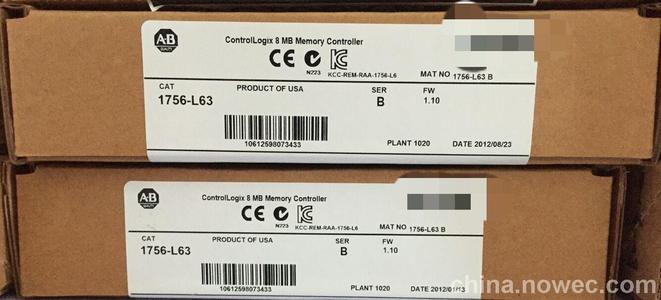 A-B
QUALITY
ControlLogix 8 MB Memory Controller
CE N223 KCC-REM-RAA-1756-L6
MAT NO 1756-L63 B
CAT PRODUCT OF USA SER FW
1756-L63 B 1.10
10612598073433
PLANT 1020 DATE 2012/08/23
A-B
QUALITY
ControlLogix 8 MB Memory Controller
CE N223 KCC-REM-RAA-1756-L6
MAT NO 1756-L63 B
CAT PRODUCT OF USA SER FW
1756-L63 B 1.10
10612598073433
PLANT 1020
china.nowec.com